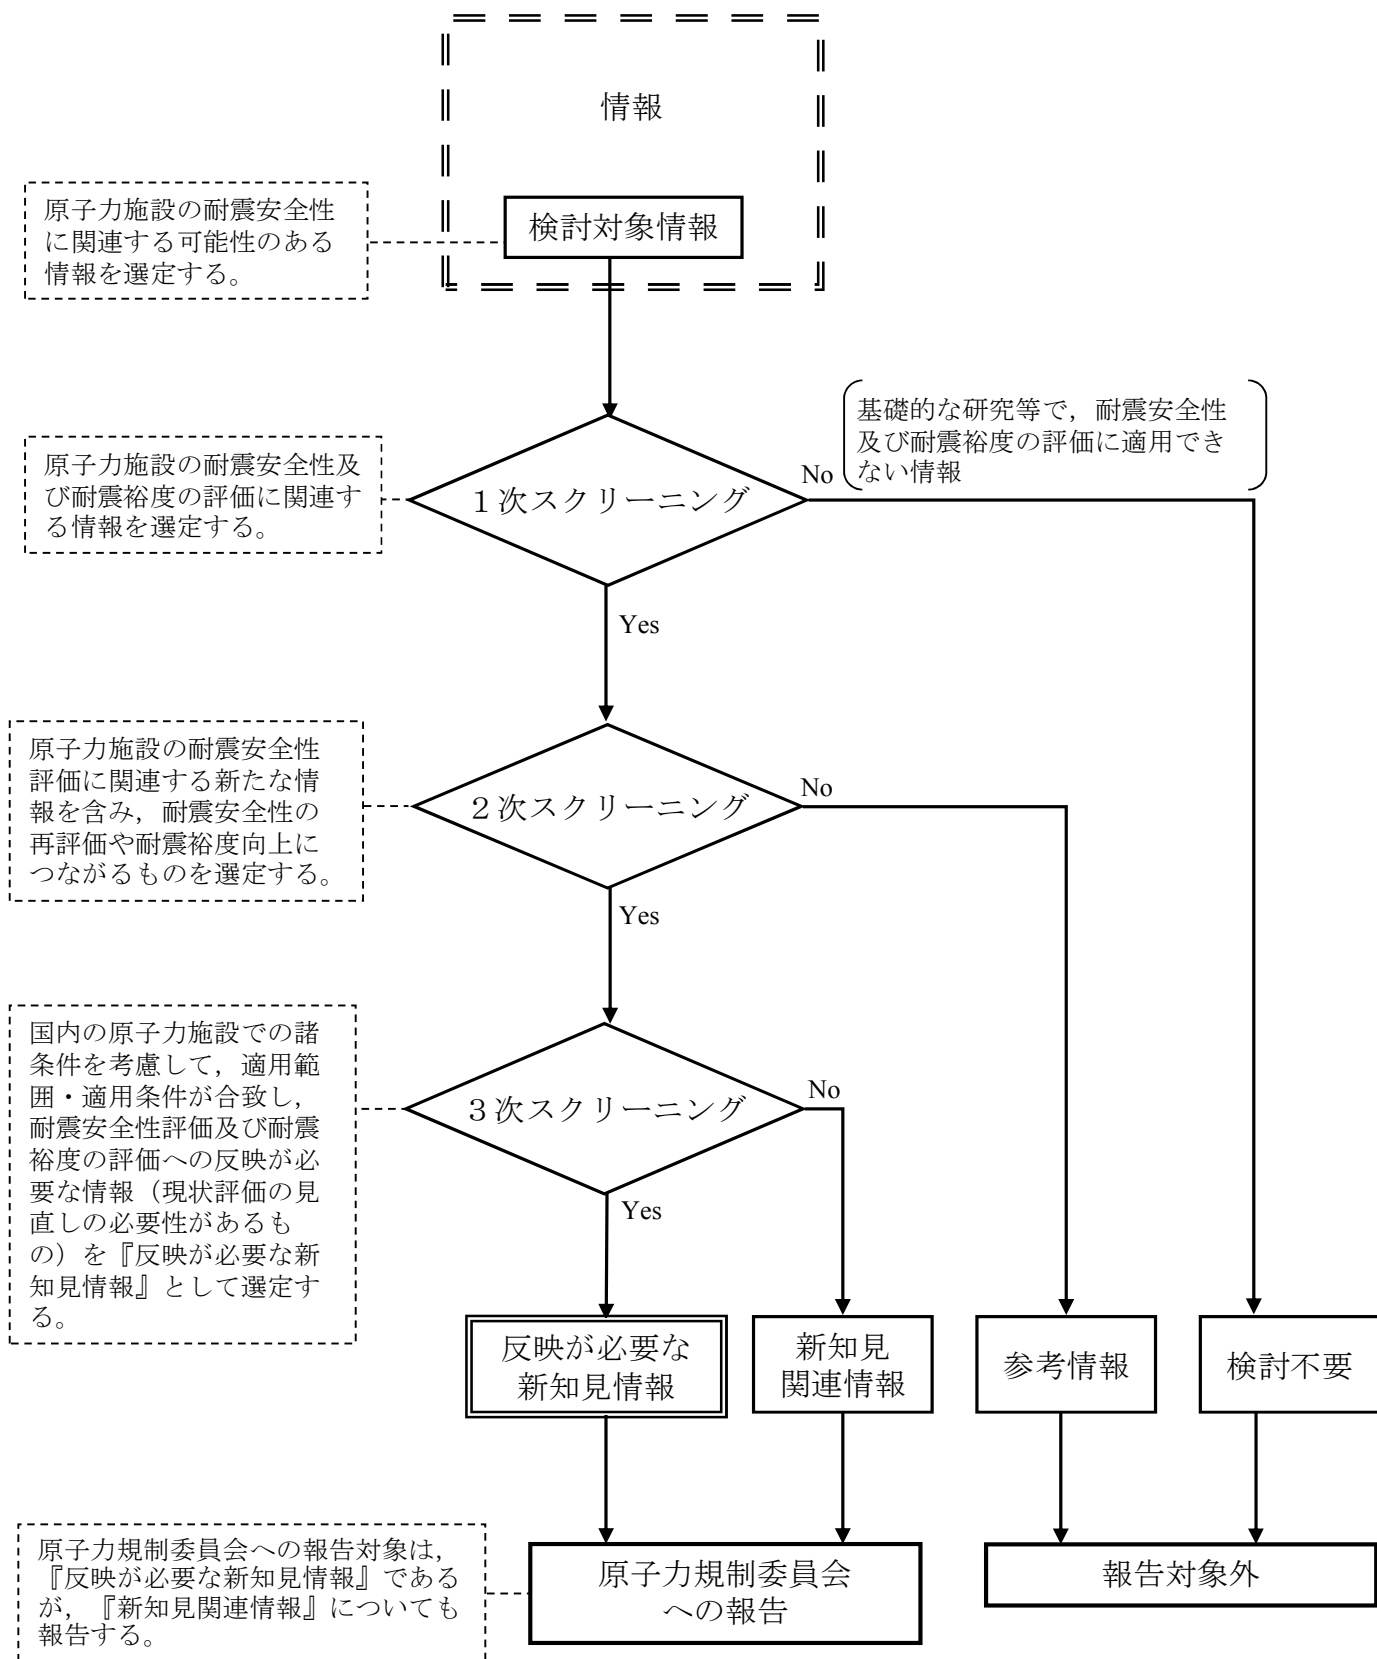 情報
検討対象情報
原子力施設の耐震安全性
に関連する可能性のある
情報を選定する。
基礎的な研究等で，耐震安全性
及び耐震裕度の評価に適用でき
ない情報
No
原子力施設の耐震安全性及
び耐震裕度の評価に関連す
る情報を選定する。
１次スクリーニング
Yes
原子力施設の耐震安全性
評価に関連する新たな情
報を含み，耐震安全性の
再評価や耐震裕度向上に
つながるものを選定する。
２次スクリーニング
No
Yes
国内の原子力施設での諸
条件を考慮して，適用範
囲・適用条件が合致し，
耐震安全性評価及び耐震
裕度の評価への反映が必
要な情報（現状評価の見
直しの必要性があるも
の）を『反映が必要な新
知見情報』として選定す
る。
３次スクリーニング
No
Yes
反映が必要な
新知見情報
新知見
関連情報
参考情報
検討不要
原子力規制委員会への報告対象は，
『反映が必要な新知見情報』である
が，『新知見関連情報』についても
報告する。
原子力規制委員会
への報告
報告対象外